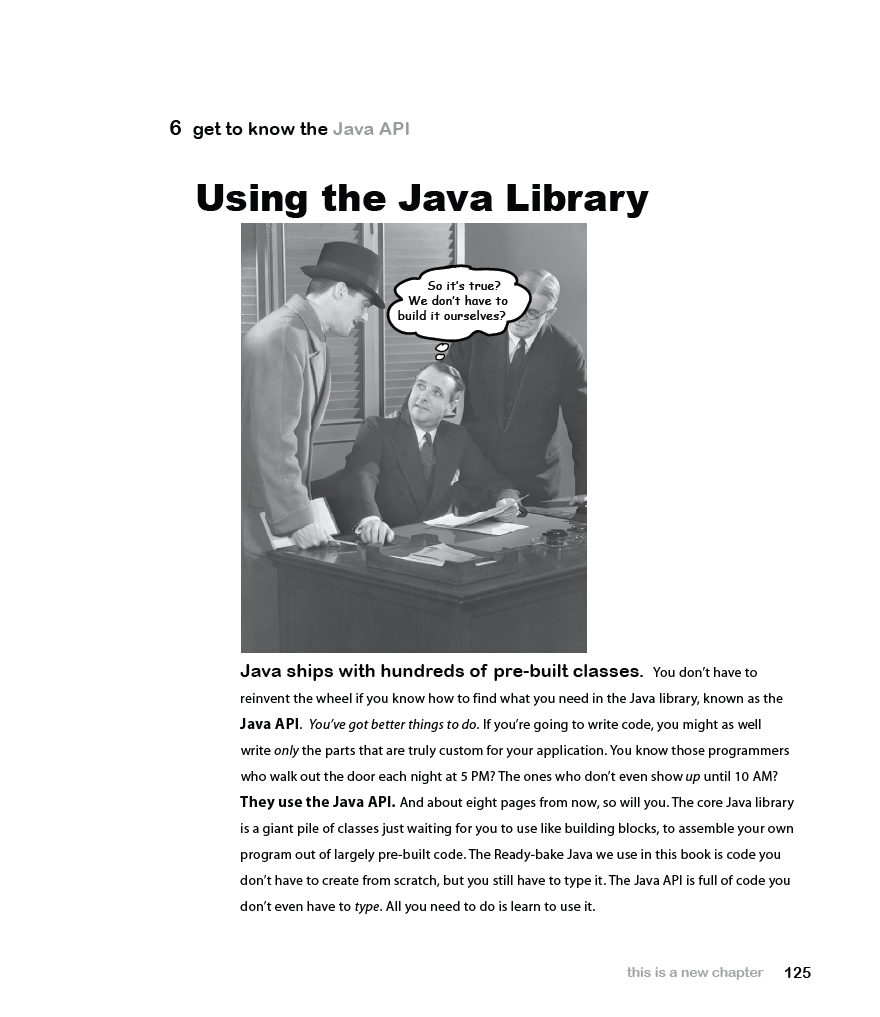 6 get to know the Java API
Using the Java Library
So it's true?
We don't have to
build it ourselves?
Java ships with hundreds of pre-built classes. You don't have to
reinvent the wheel if you know how to find what you need in the Java library, known as the
Java API. You've got better things to do. If you're going to write code, you might as well
write only the parts that are truly custom for your application. You know those programmers
who walk out the door each night at 5 PM? The ones who don't even show up until 10 AM?
They use the Java API. And about eight pages from now, so will you. The core Java library
is a giant pile of classes just waiting for you to use like building blocks, to assemble your own
program out of largely pre-built code. The Ready-bake Java we use in this book is code you
don't have to create from scratch, but you still have to type it. The Java API is full of code you
don't even have to type. All you need to do is learn to use it.
this is a new chapter 125